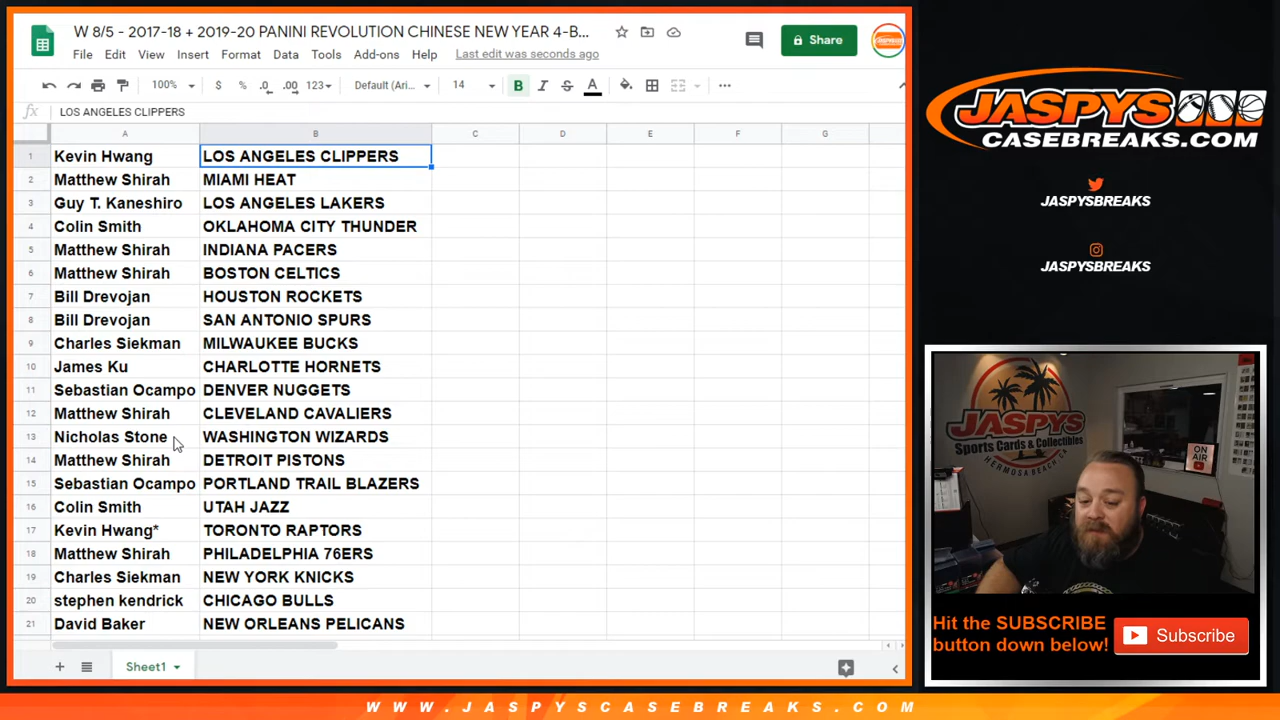 W 8/5 - 2017-18 + 2019-20 PANINI REVOLUTION CHINESE NEW YEAR 4-B...
File Edit View Insert Format Data Tools Add-ons Help Last edit was seconds ago
Share
100% $ % .0 .00 123 Default (Ari... 14 B I S A
fx LOS ANGELES CLIPPERS
A B C D E F G
1 Kevin Hwang LOS ANGELES CLIPPERS
2 Matthew Shirah MIAMI HEAT
3 Guy T. Kaneshiro LOS ANGELES LAKERS
4 Colin Smith OKLAHOMA CITY THUNDER
5 Matthew Shirah INDIANA PACERS
6 Matthew Shirah BOSTON CELTICS
7 Bill Drevojan HOUSTON ROCKETS
8 Bill Drevojan SAN ANTONIO SPURS
9 Charles Siekman MILWAUKEE BUCKS
10 James Ku CHARLOTTE HORNETS
11 Sebastian Ocampo DENVER NUGGETS
12 Matthew Shirah CLEVELAND CAVALIERS
13 Nicholas Stone WASHINGTON WIZARDS
14 Matthew Shirah DETROIT PISTONS
15 Sebastian Ocampo PORTLAND TRAIL BLAZERS
16 Colin Smith UTAH JAZZ
17 Kevin Hwang* TORONTO RAPTORS
18 Matthew Shirah PHILADELPHIA 76ERS
19 Charles Siekman NEW YORK KNICKS
20 stephen kendrick CHICAGO BULLS
21 David Baker NEW ORLEANS PELICANS
Sheet1
JASPYS
CASEBREAKS.COM
JASPYSBREAKS
JASPYSBREAKS
JASPYS
Sports Cards & Collectibles
HERMOSA BEACH CA
ON
AIR
Hit the SUBSCRIBE
button down below!
Subscribe
WWW.JASPYSCASEBREAKS.COM